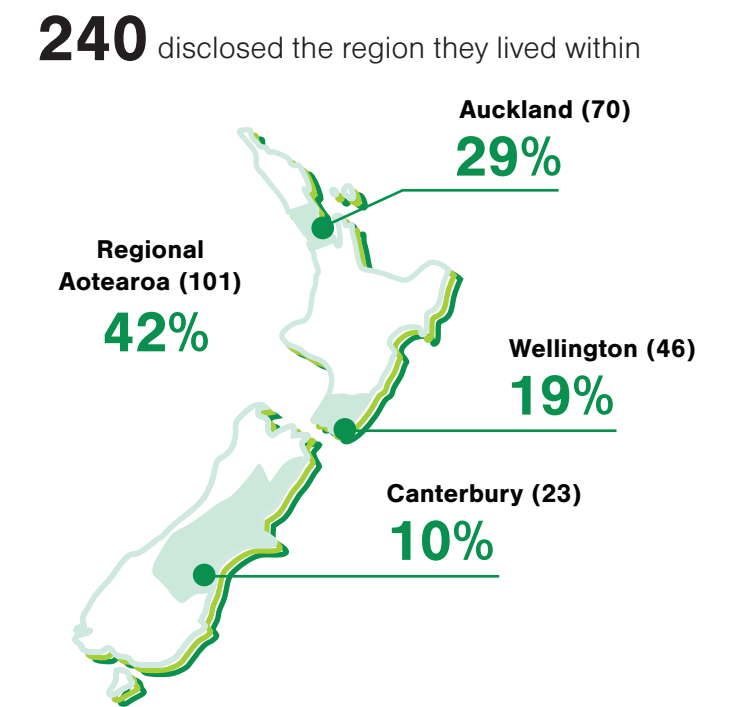 240 disclosed the region they lived within
Auckland (70)
29%
Regional
Aotearoa (101)
42%
Wellington (46)
19%
Canterbury (23)
10%